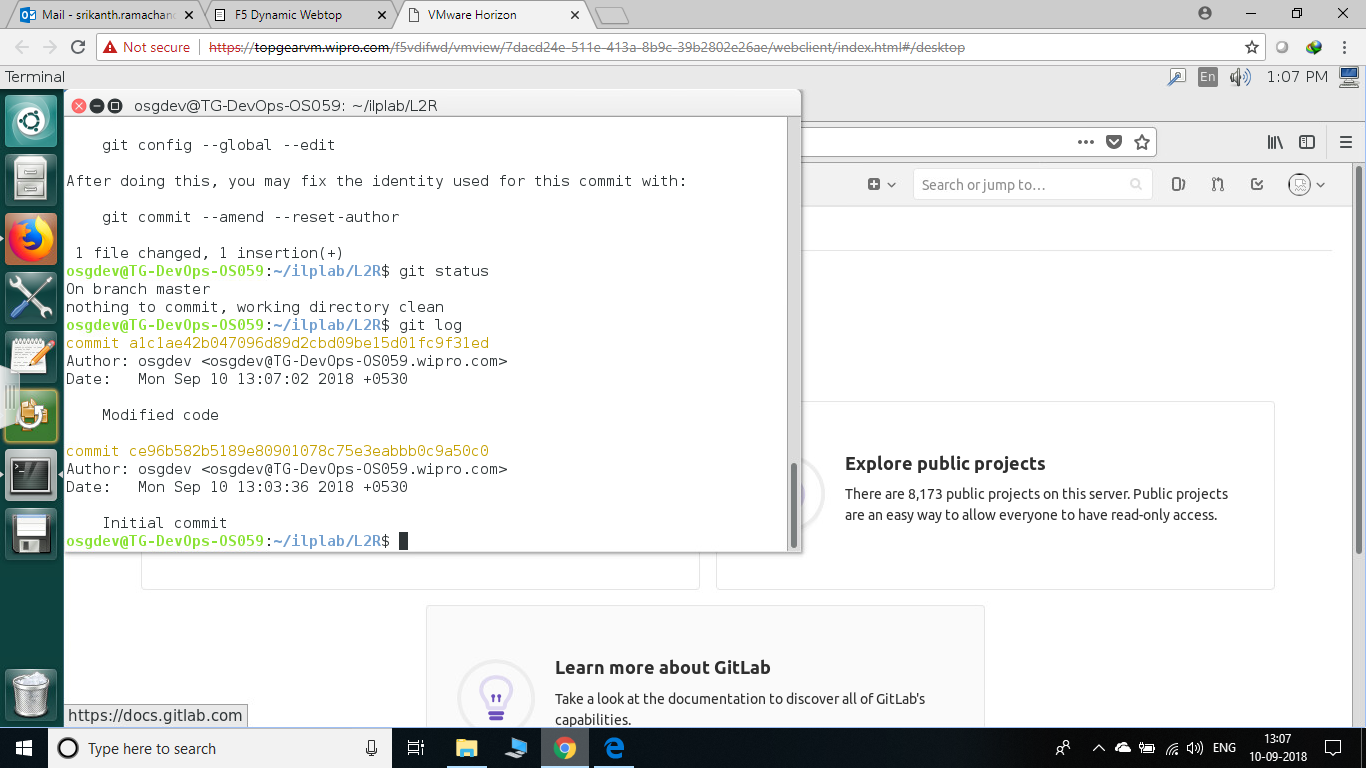 Mail - srikanth.ramachand
F5 Dynamic Webtop
VMware Horizon
Not secure
https://topgearvm.wipro.com/f5vdifwd/vmview/7dacd24e-511e-413a-8b9c-39b2802e26ae/webclient/index.html#/desktop
Terminal
En
1:07 PM
osgdev@TG-DevOps-OS059: ~/ilplab/L2R
git config --global --edit
After doing this, you may fix the identity used for this commit with:
git commit --amend --reset-author
1 file changed, 1 insertion(+)
osgdev@TG-DevOps-OS059:~/ilplab/L2R$ git status
On branch master
nothing to commit, working directory clean
osgdev@TG-DevOps-OS059:~/ilplab/L2R$ git log
commit a1c1ae42b047096d89d2cbd09be15d01fc9f31ed
Author: osgdev <osgdev@TG-DevOps-OS059.wipro.com>
Date:   Mon Sep 10 13:07:02 2018 +0530
Modified code
commit ce96b582b5189e80901078c75e3eabbb0c9a50c0
Author: osgdev <osgdev@TG-DevOps-OS059.wipro.com>
Date:   Mon Sep 10 13:03:36 2018 +0530
Initial commit
osgdev@TG-DevOps-OS059:~/ilplab/L2R$
Search or jump to…
Explore public projects
There are 8,173 public projects on this server. Public projects
are an easy way to allow everyone to have read-only access.
Learn more about GitLab
Take a look at the documentation to discover all of GitLab's
capabilities.
https://docs.gitlab.com
Type here to search
ENG
13:07
10-09-2018